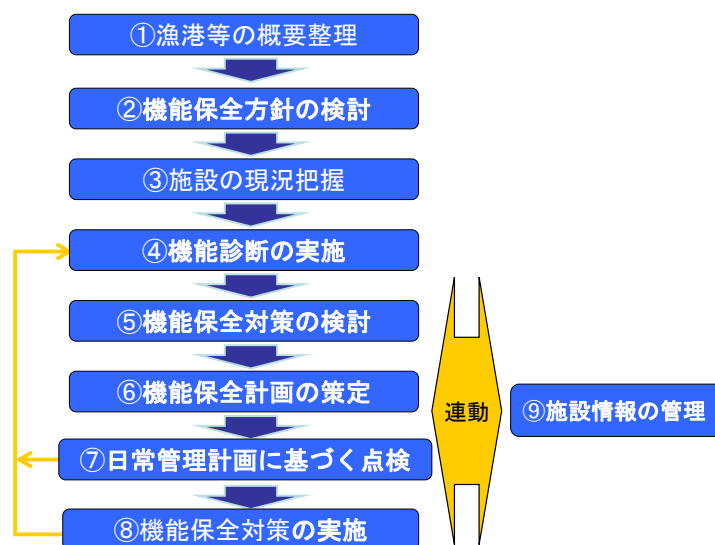 ①漁港等の概要整理
②機能保全方針の検討
③施設の現況把握
④機能診断の実施
⑤機能保全対策の検討
⑥機能保全計画の策定
連動
⑨施設情報の管理
⑦日常管理計画に基づく点検
⑧機能保全対策の実施